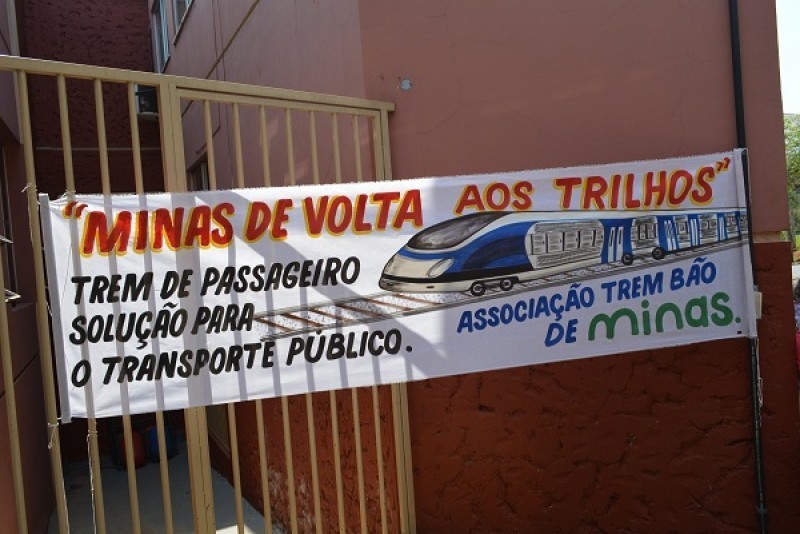 "MINAS DE VOLTA AOS TRILHOS"
TREM DE PASSAGEIRO
SOLUÇÃO PARA
O TRANSPORTE PÚBLICO.
ASSOCIAÇÃO TREM BÃO
DE minas.